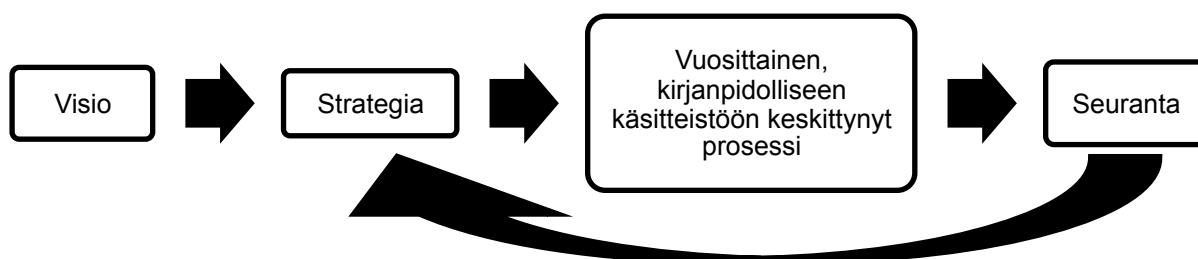 Visio
Strategia
Vuosittainen,
kirjanpidolliseen
käsitteistöön keskittynyt
prosessi
Seuranta